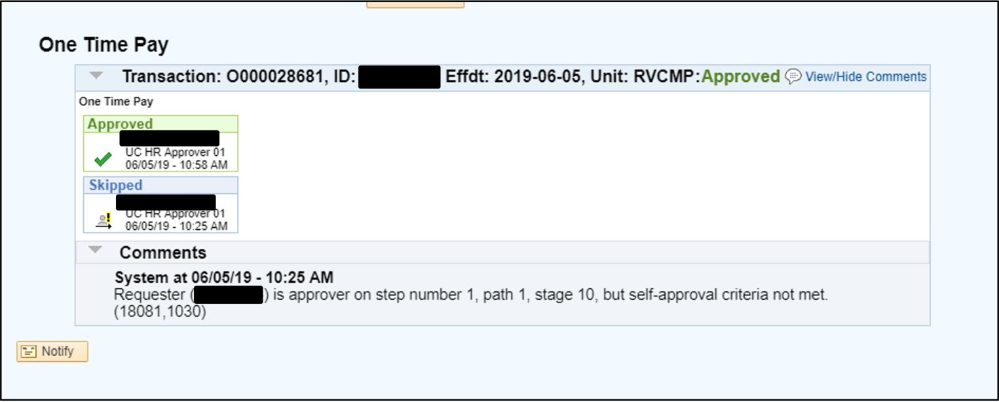 One Time Pay
Transaction: O000028681, ID: Effdt: 2019-06-05, Unit: RVCMP:Approved View/Hide Comments
One Time Pay
Approved
UC HR Approver 01
06/05/19 - 10:58 AM
Skipped
UC HR Approver 01
06/05/19 - 10:25 AM
Comments
System at 06/05/19 - 10:25 AM
Requester ( ) is approver on step number 1, path 1, stage 10, but self-approval criteria not met.
(18081,1030)
Notify